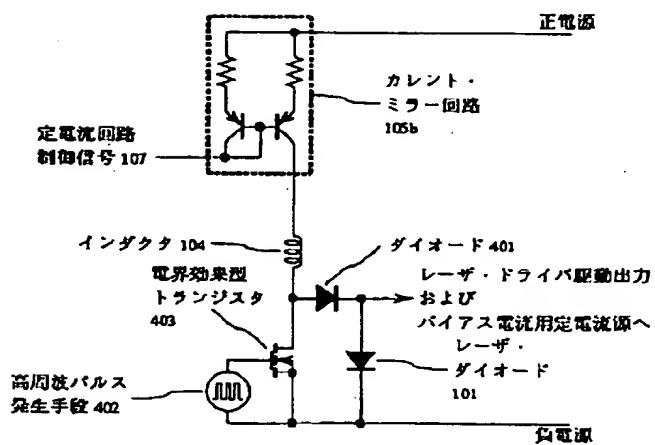 正電源
カレント・
ミラー回路
105b
定電流回路
制御信号 107
インダクタ 104
ダイオード 401
電界効果型
トランジスタ
403
レーザ・ドライバ駆動出力
および
バイアス電流用定電流源へ
レーザ・
ダイオード
101
高周波パルス
発生手段 402
負電源